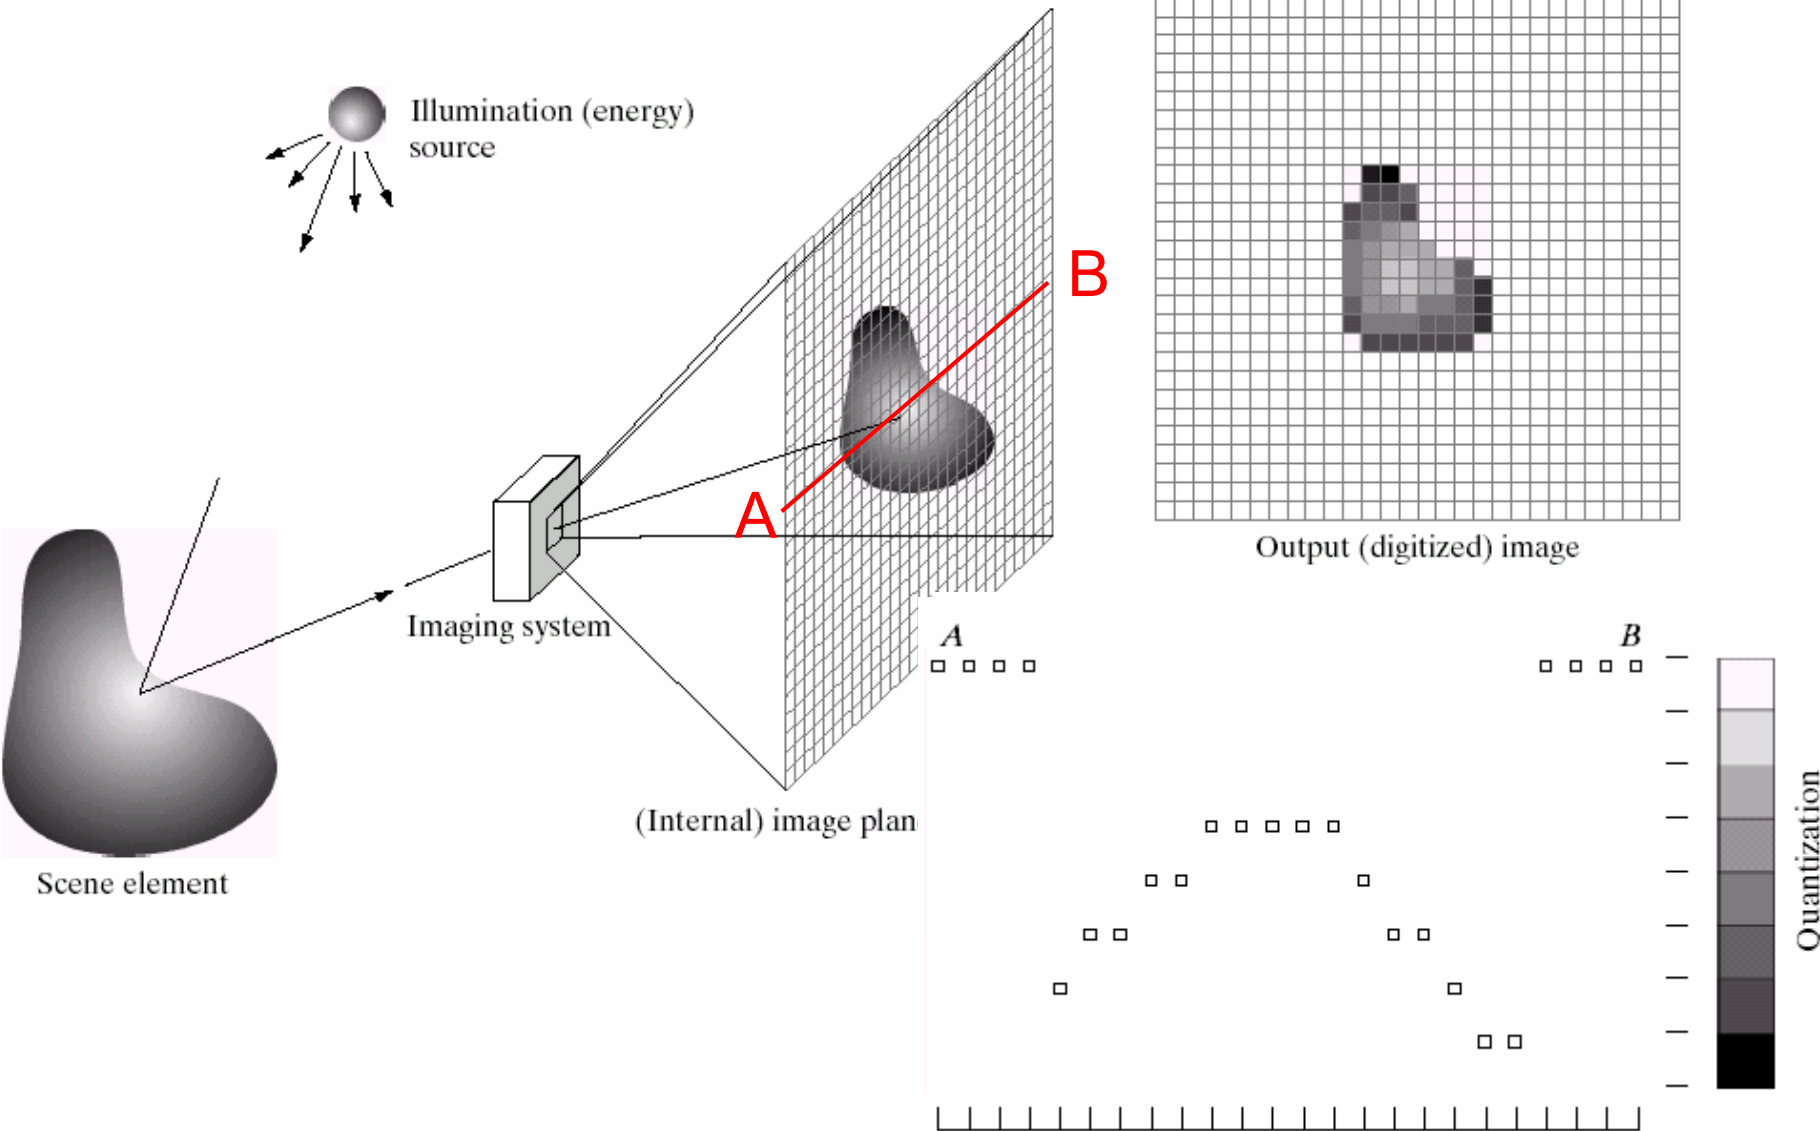 Illumination (energy)
source
B
A
Output (digitized) image
Imaging system
A
B
(Internal) image plan
Scene element
Quantization